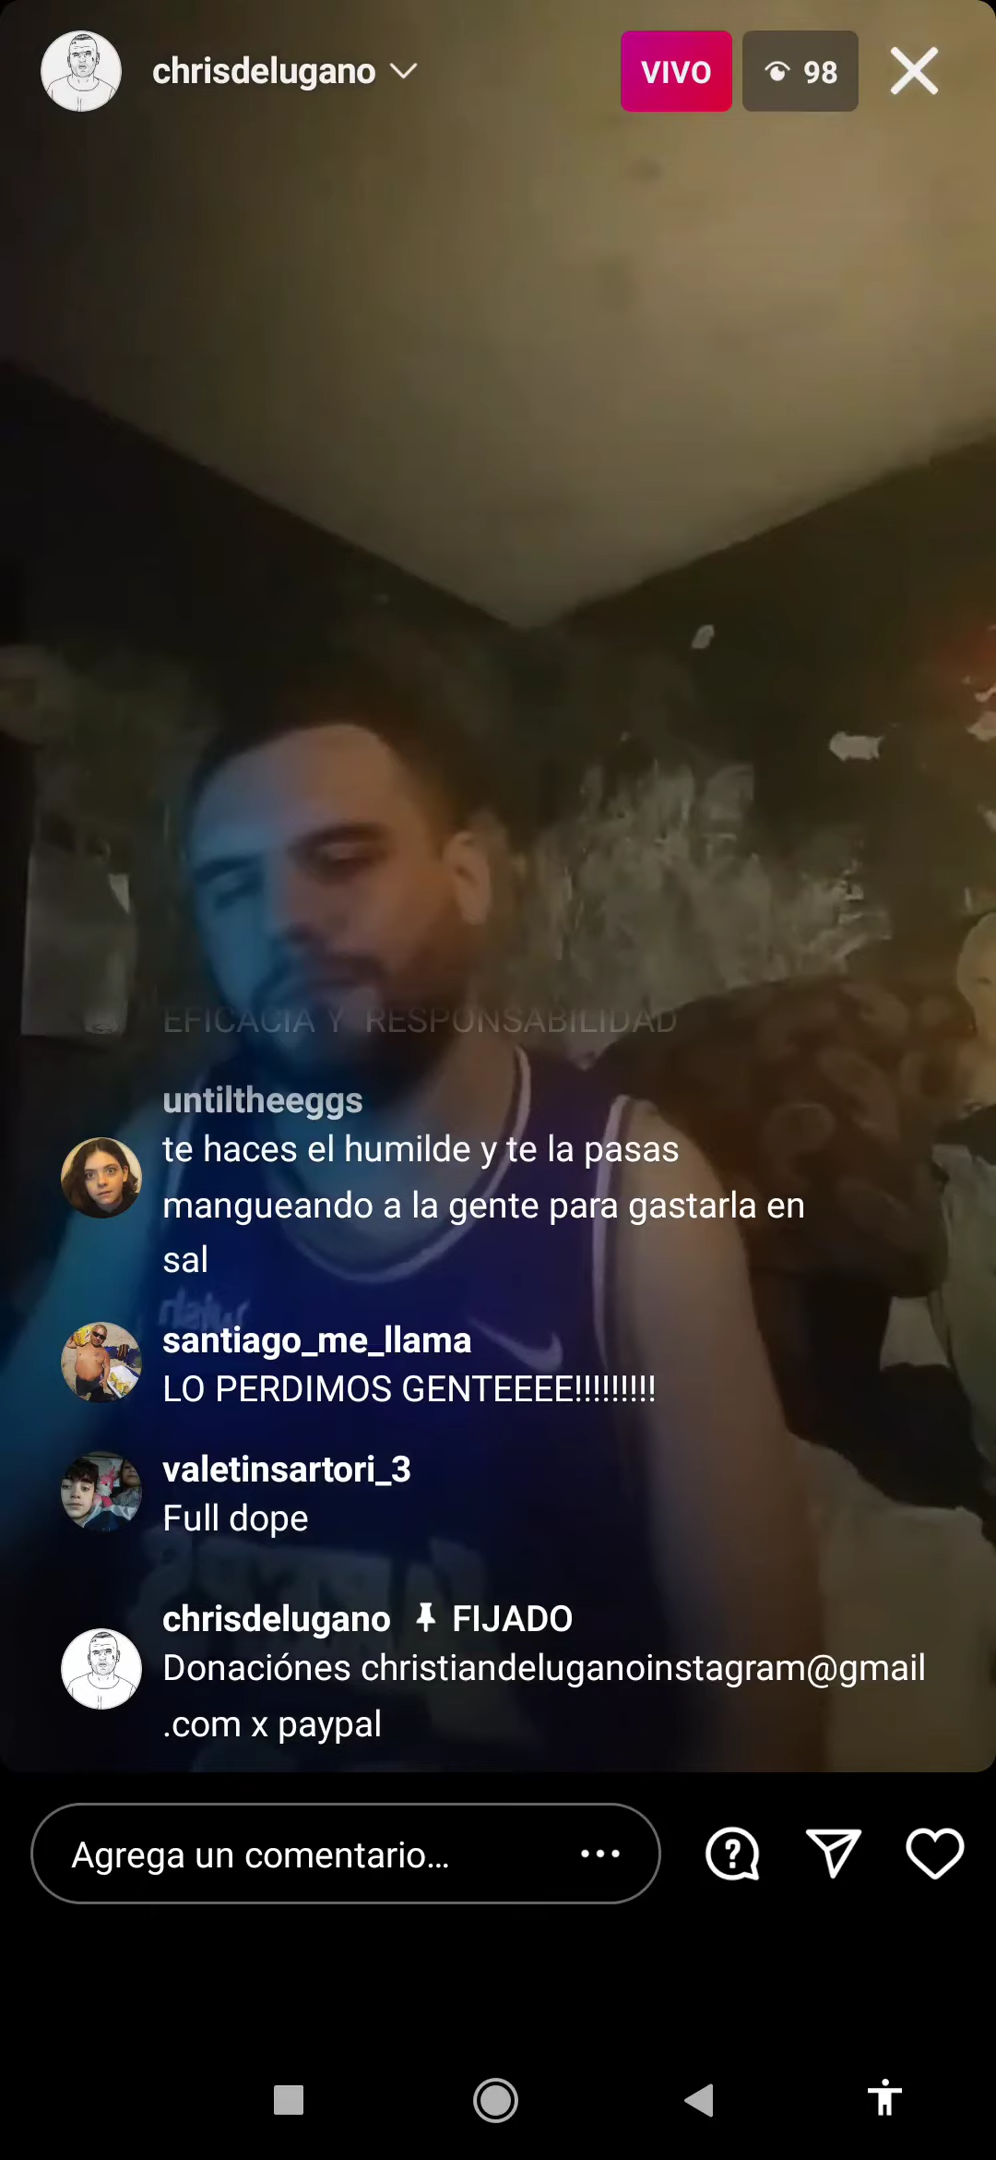 chrisdelugano
VIVO
98
EFICACIA Y RESPONSABILIDAD
untiltheeggs
te haces el humilde y te la pasas
mangueando a la gente para gastarla en
sal
santiago_me_llama
LO PERDIMOS GENTEEEE!!!!!!!!!
valetinsartori_3
Full dope
chrisdelugano FIJADO
Donaciónes christiandeluganoinstagram@gmail
.com x paypal
Agrega un comentario...